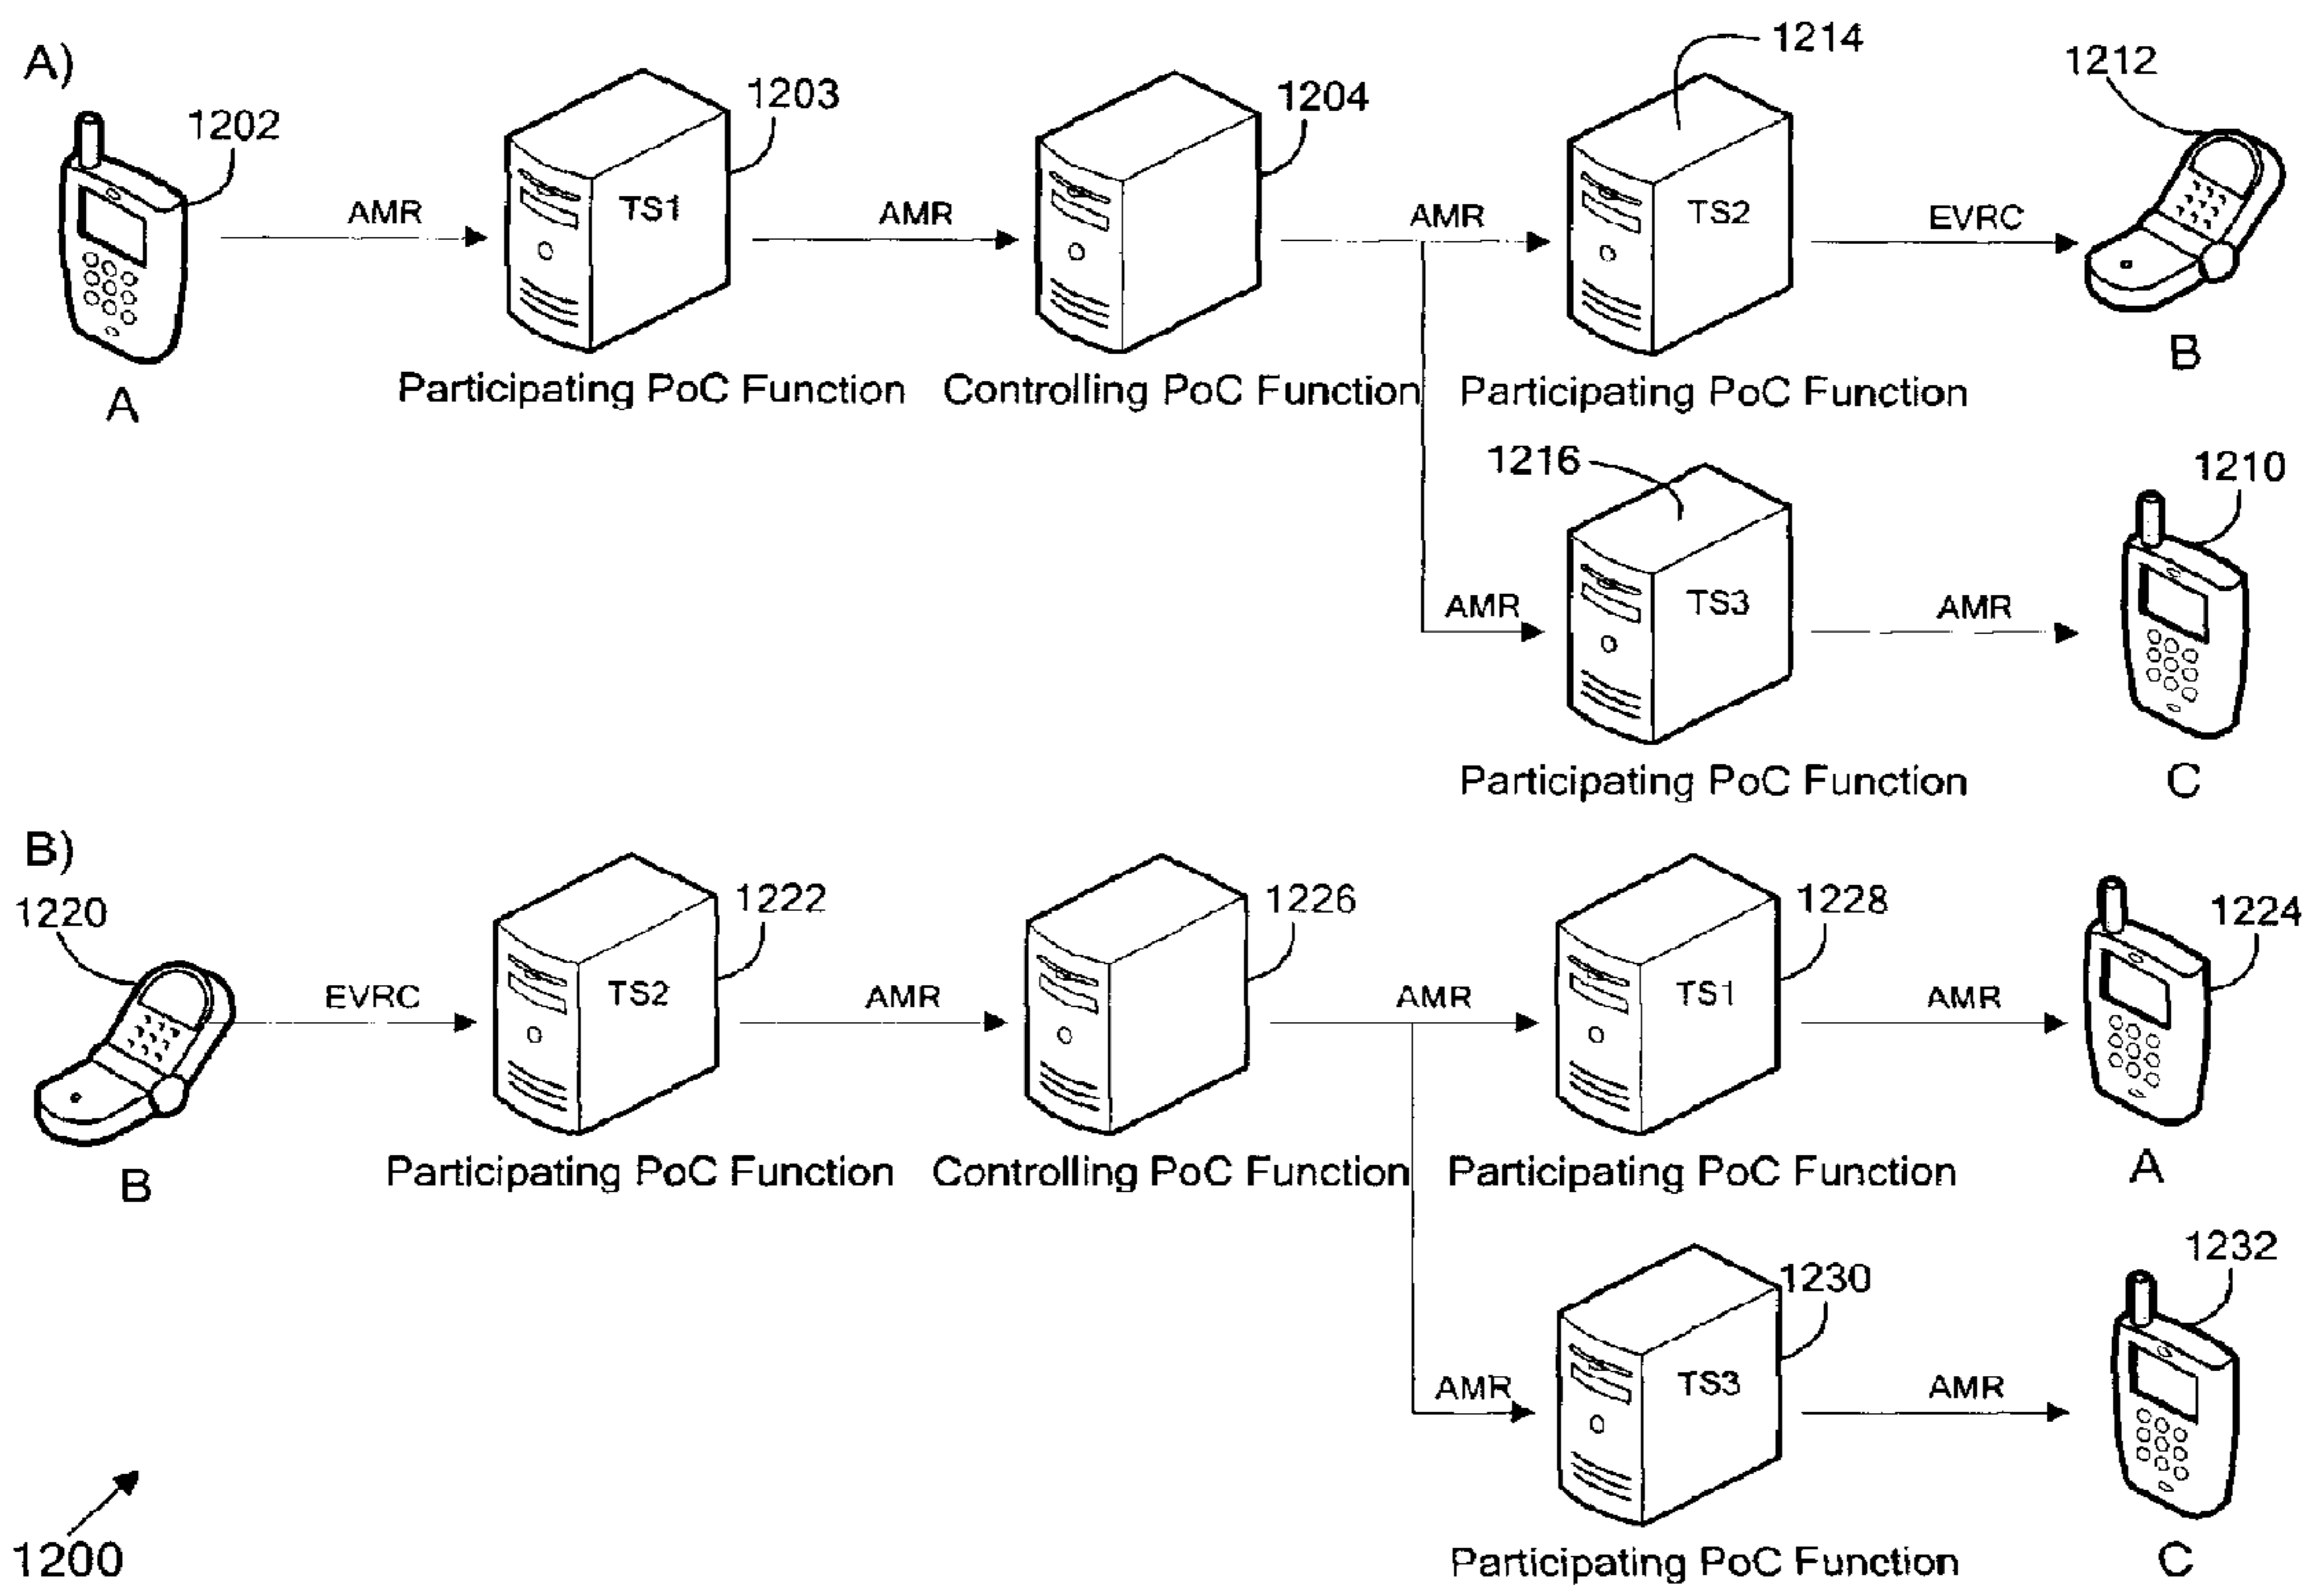 A)
1202
1203
1204
1214
1212
AMR
TS1
AMR
AMR
TS2
EVRC
A
Participating PoC Function
Controlling PoC Function
Participating PoC Function
B
1216
1210
AMR
TS3
AMR
Participating PoC Function
C
B)
1220
1222
1226
1228
1224
EVRC
TS2
AMR
AMR
TS1
AMR
B
Participating PoC Function
Controlling PoC Function
Participating PoC Function
A
1230
1232
AMR
TS3
AMR
1200
Participating PoC Function
C